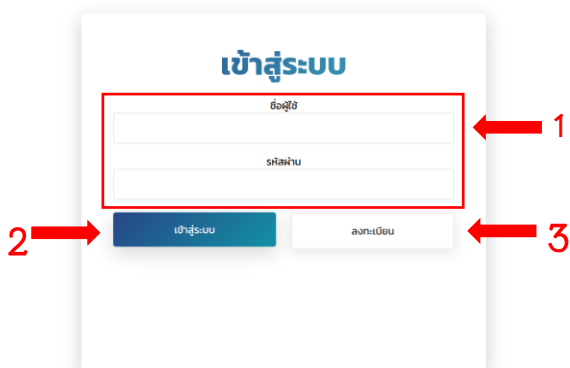 เข้าสู่ระบบ
ชื่อผู้ใช้
1
รหัสผ่าน
2 เข้าสู่ระบบ ลงทะเบียน 3